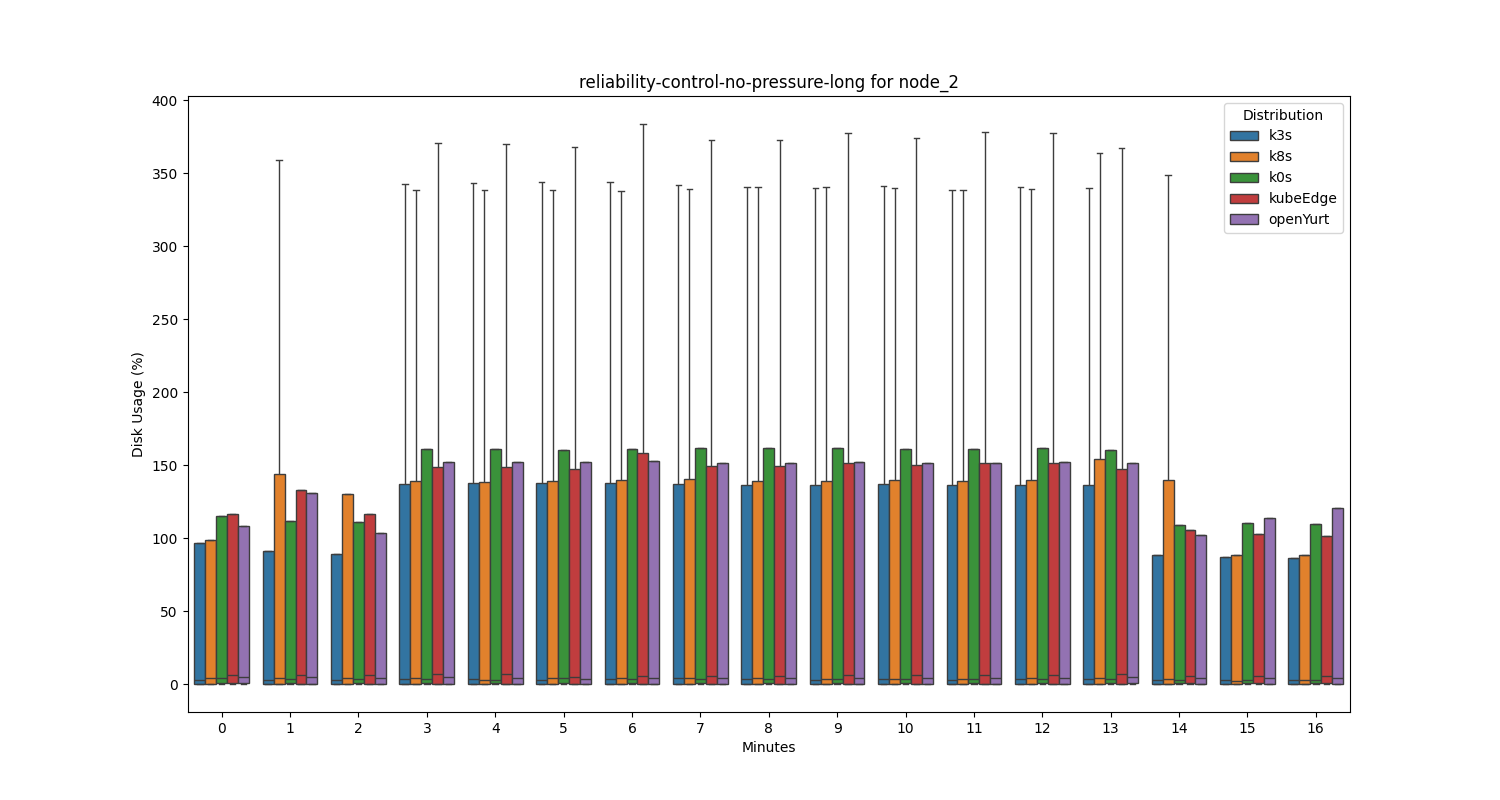 reliability-control-no-pressure-long for node_2
400
350
300
250
200
150
100
50
0
Disk Usage (%)
Distribution
k3s
k8s
k0s
kubeEdge
openYurt
0 1 2 3 4 5 6 7 8 9 10 11 12 13 14 15 16
Minutes